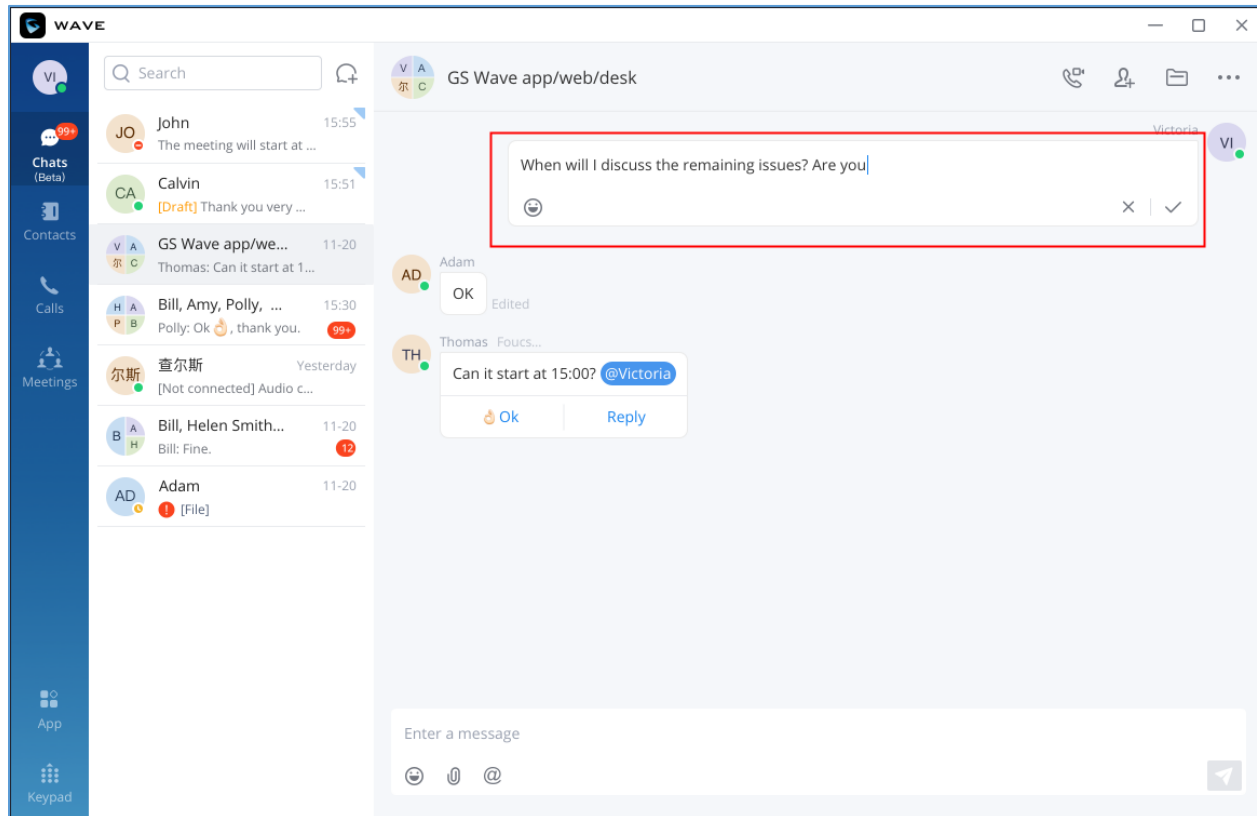 WAVE
VI
99+
Chats
(Beta)
Contacts
Calls
Meetings
App
Keypad
Search
JO
John
15:55
The meeting will start at ...
CA
Calvin
15:51
[Draft] Thank you very ...
V A
尔 C
GS Wave app/we...
11-20
Thomas: Can it start at 1...
H A
P B
Bill, Amy, Polly, ...
15:30
Polly: Ok👌, thank you.
99+
尔斯
查尔斯
Yesterday
[Not connected] Audio c...
B A
H
Bill, Helen Smith...
11-20
Bill: Fine.
12
AD
Adam
11-20
[File]
V A
尔 C
GS Wave app/web/desk
Victoria
VI
When will I discuss the remaining issues? Are you
Adam
AD
OK
Edited
Thomas Foucs...
TH
Can it start at 15:00? @Victoria
👌Ok
Reply
Enter a message